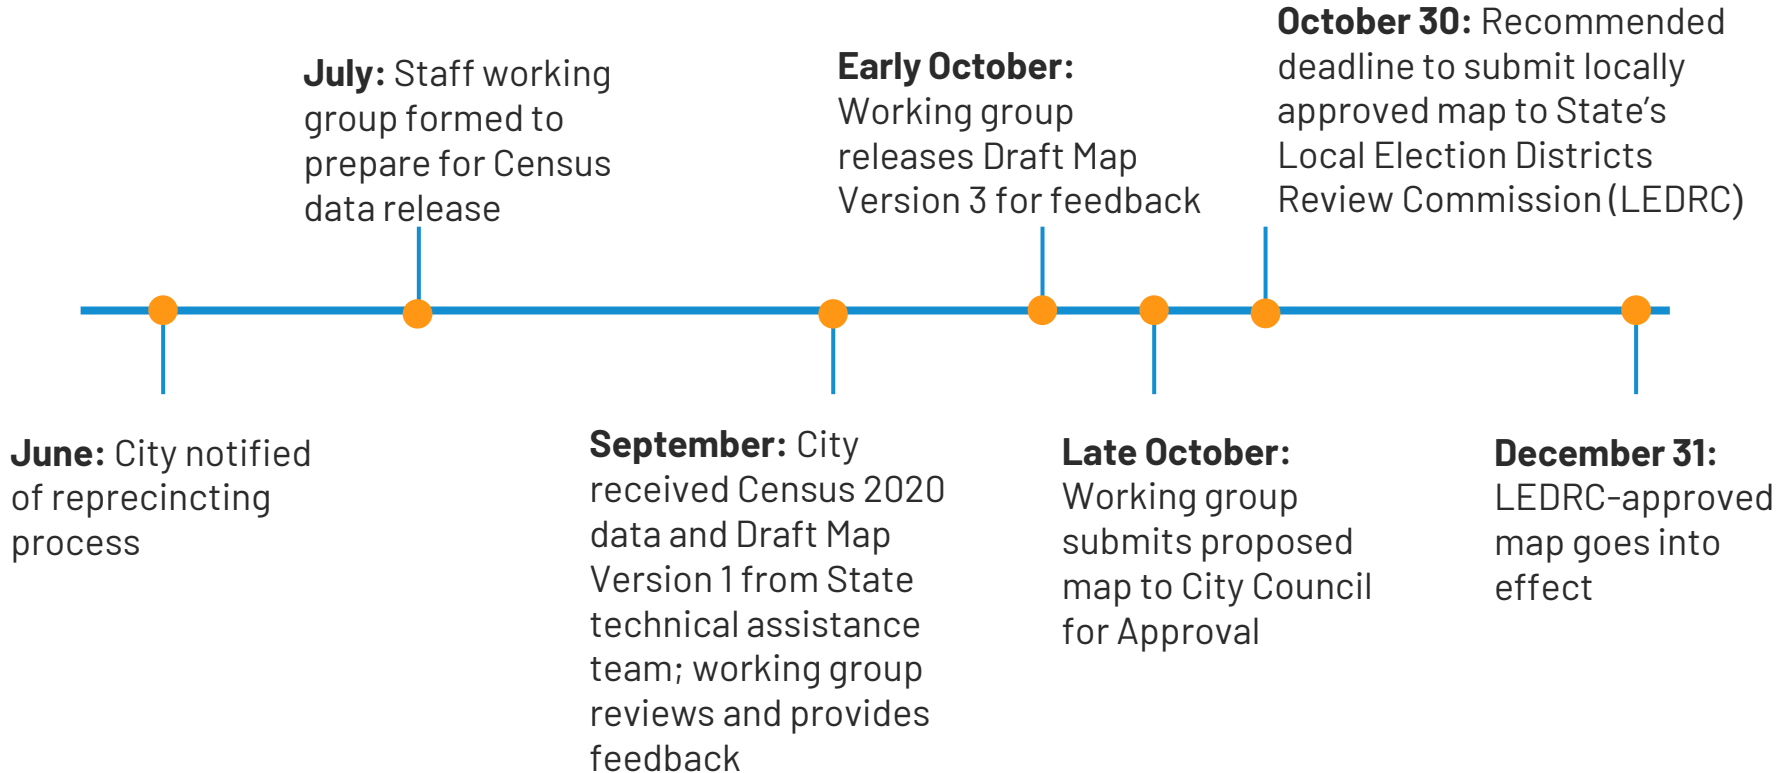 June: City notified
of reprecincting
process
July: Staff working
group formed to
prepare for Census
data release
September: City
received Census 2020
data and Draft Map
Version 1 from State
technical assistance
team; working group
reviews and provides
feedback
Early October:
Working group
releases Draft Map
Version 3 for feedback
Late October:
Working group
submits proposed
map to City Council
for Approval
October 30: Recommended
deadline to submit locally
approved map to State’s
Local Election Districts
Review Commission (LEDRC)
December 31:
LEDRC-approved
map goes into
effect